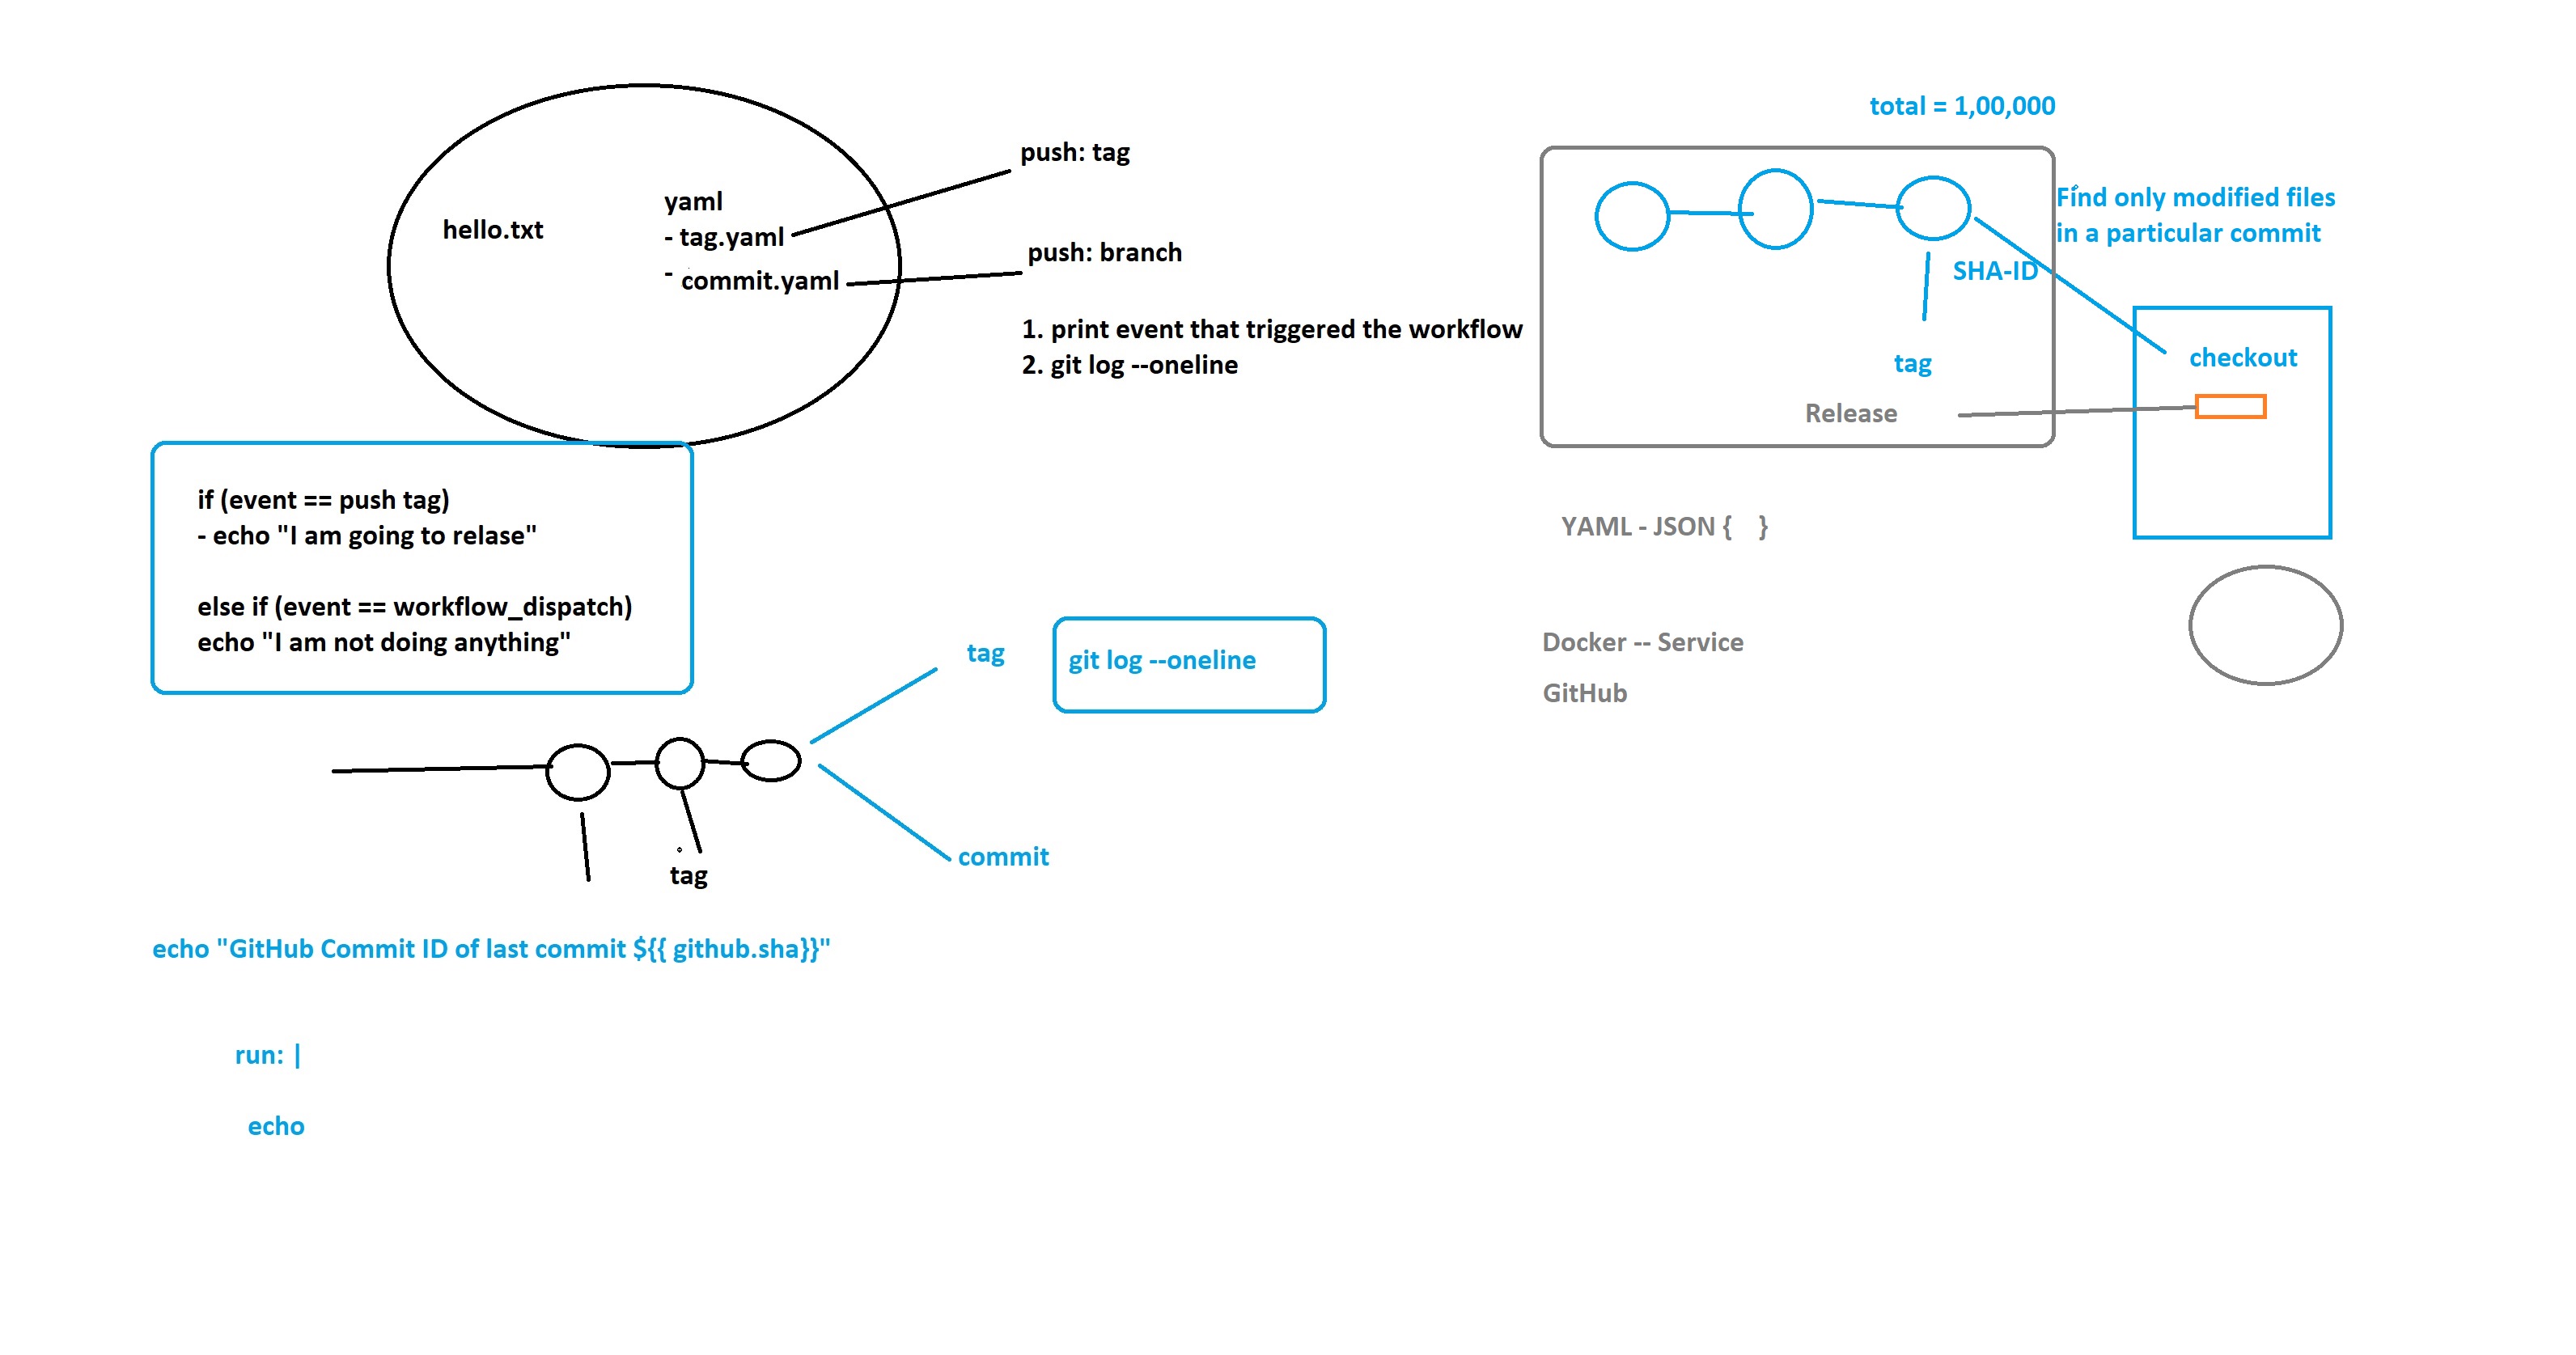 hello.txt
yaml
- tag.yaml
- commit.yaml
push: tag
push: branch
1. print event that triggered the workflow
2. git log --oneline
if (event == push tag)
- echo "I am going to relase"
else if (event == workflow_dispatch)
echo "I am not doing anything"
tag
git log --oneline
commit
tag
echo "GitHub Commit ID of last commit ${{ github.sha}}"
run: |
echo
total = 1,00,000
Find only modified files
in a particular commit
SHA-ID
tag
Release
checkout
YAML - JSON {    }
Docker -- Service
GitHub